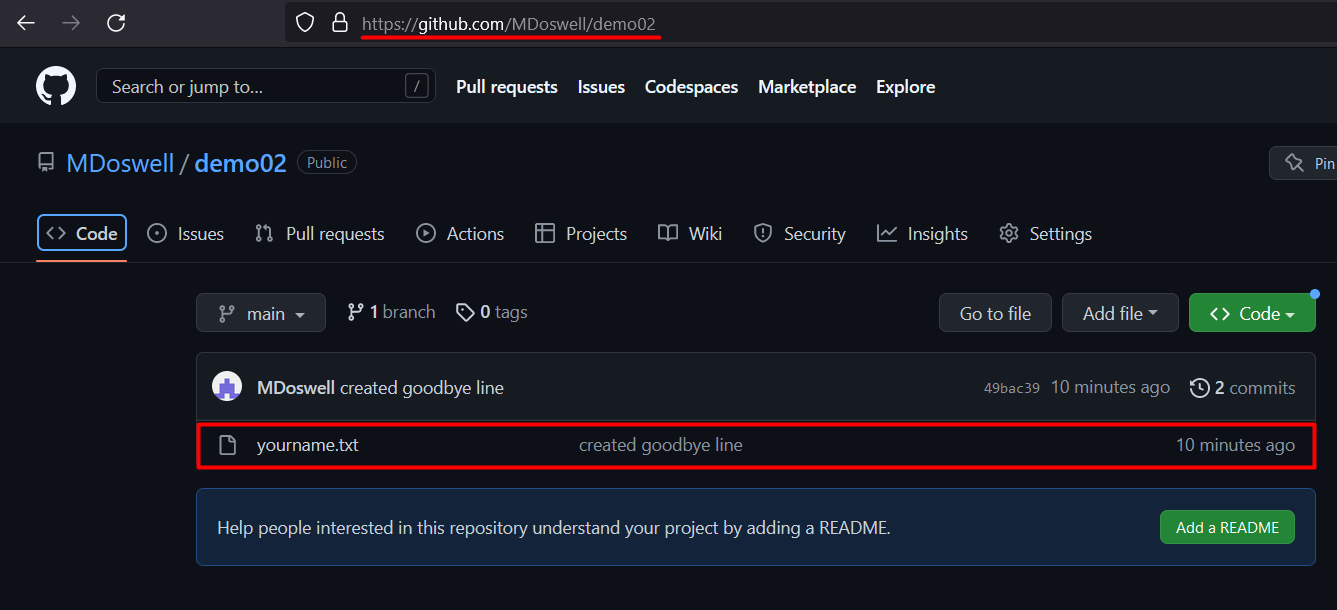 https://github.com/MDoswell/demo02
Search or jump to... / Pull requests Issues Codespaces Marketplace Explore
MDoswell / demo02 Public Pin
Code Issues Pull requests Actions Projects Wiki Security Insights Settings
main 1 branch 0 tags Go to file Add file Code
MDoswell created goodbye line 49bac39 10 minutes ago 2 commits
yourname.txt created goodbye line 10 minutes ago
Help people interested in this repository understand your project by adding a README. Add a README